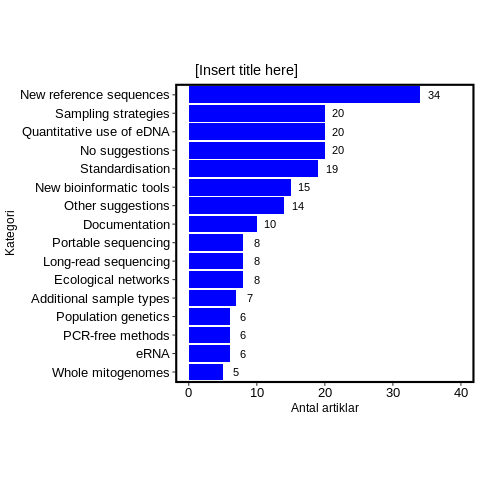 [Insert title here]
New reference sequences 34
Sampling strategies 20
Quantitative use of eDNA 20
No suggestions 20
Standardisation 19
New bioinformatic tools 15
Other suggestions 14
Documentation 10
Portable sequencing 8
Long-read sequencing 8
Ecological networks 8
Additional sample types 7
Population genetics 6
PCR-free methods 6
eRNA 6
Whole mitogenomes 5
Kategori
0 10 20 30 40
Antal artiklar